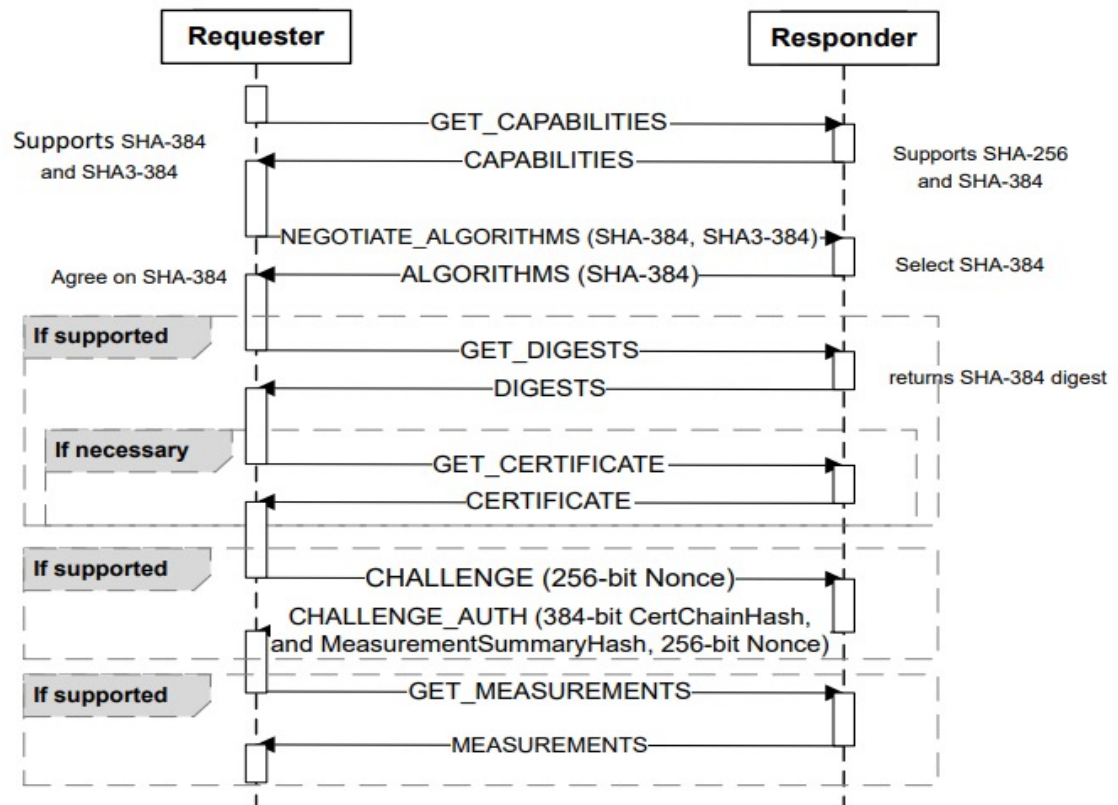 Requester
Responder
GET_CAPABILITIES
Supports SHA-384
and SHA3-384
CAPABILITIES
Supports SHA-256
and SHA-384
NEGOTIATE_ALGORITHMS (SHA-384, SHA3-384)
Agree on SHA-384
ALGORITHMS (SHA-384)
Select SHA-384
If supported
GET_DIGESTS
DIGESTS
returns SHA-384 digest
If necessary
GET_CERTIFICATE
CERTIFICATE
If supported
CHALLENGE (256-bit Nonce)
CHALLENGE_AUTH (384-bit CertChainHash,
and MeasurementSummaryHash, 256-bit Nonce)
If supported
GET_MEASUREMENTS
MEASUREMENTS